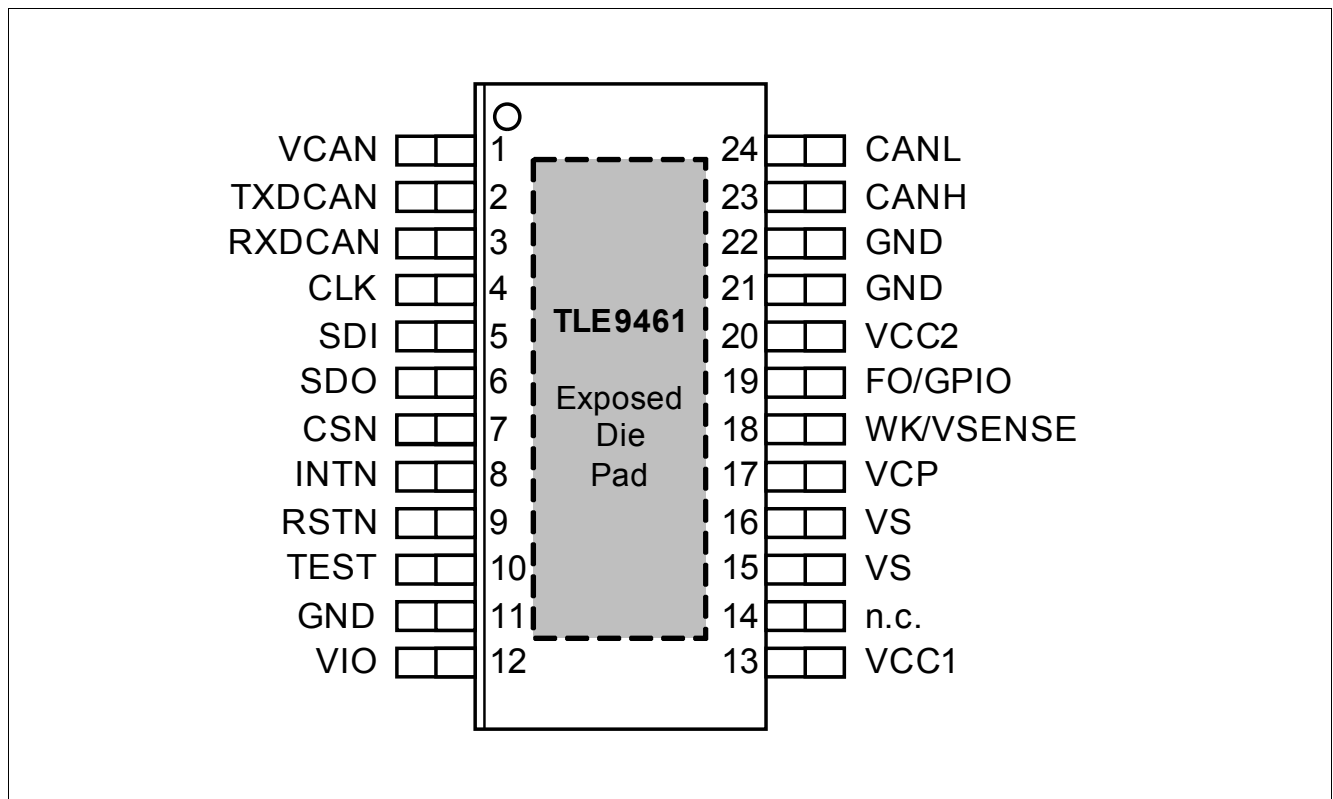 VCAN 1 24 CANL
TXDCAN 2 23 CANH
RXDCAN 3 22 GND
CLK 4 21 GND
SDI 5 TLE9461 20 VCC2
SDO 6 19 FO/GPIO
CSN 7 Exposed 18 WK/VSENSE
INTN 8 Die 17 VCP
RSTN 9 Pad 16 VS
TEST 10 15 VS
GND 11 14 n.c.
VIO 12 13 VCC1